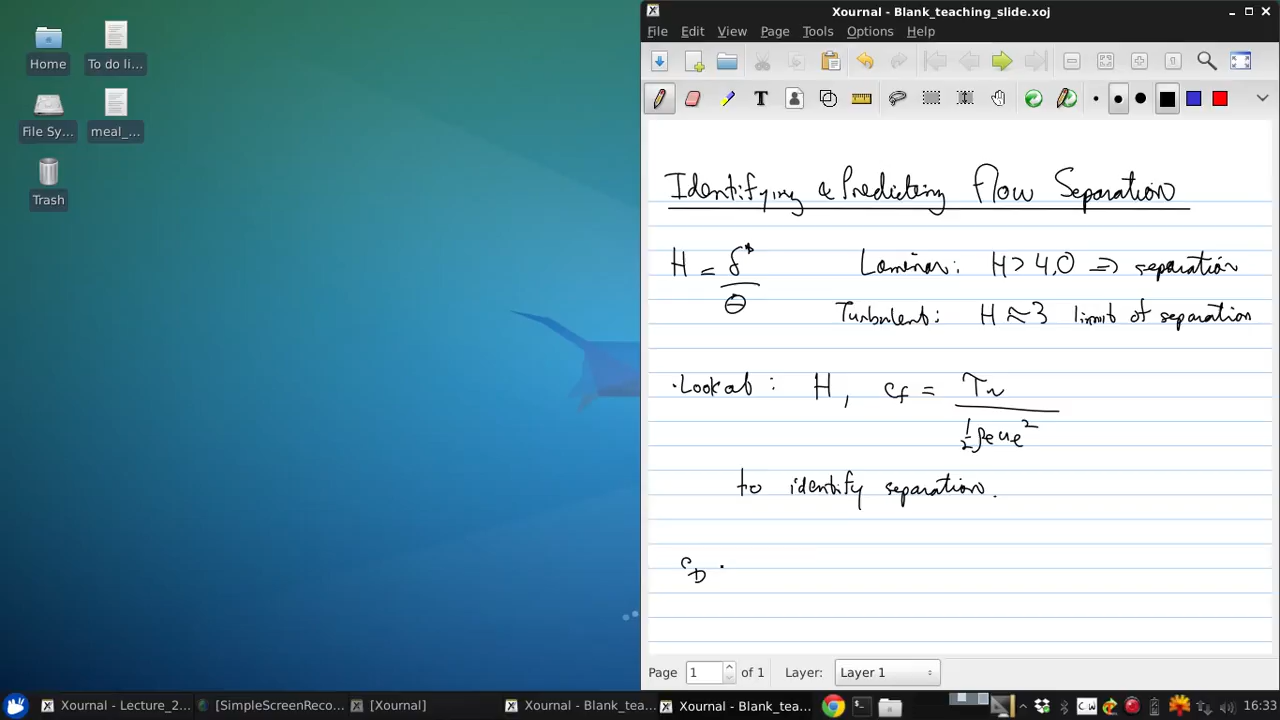 Xournal - Blank_teaching_slide.xoj
File Edit View Page Tools Options Help
Home
To do li...
File Sy...
meal_...
Trash
Identifying & Predicting Flow Separation
H = δ* / θ
Laminar: H > 4.0 ⇒ separation
Turbulent: H ≈ 3 limit of separation
· Look at : H, cf = τw / ½ρeue²
to identify separation.
cD
Page 1 of 1 Layer: Layer 1
Xournal - Lecture_2... [SimpleScreenReco... [Xournal] Xournal - Blank_tea... Xournal - Blank_tea... 16:33